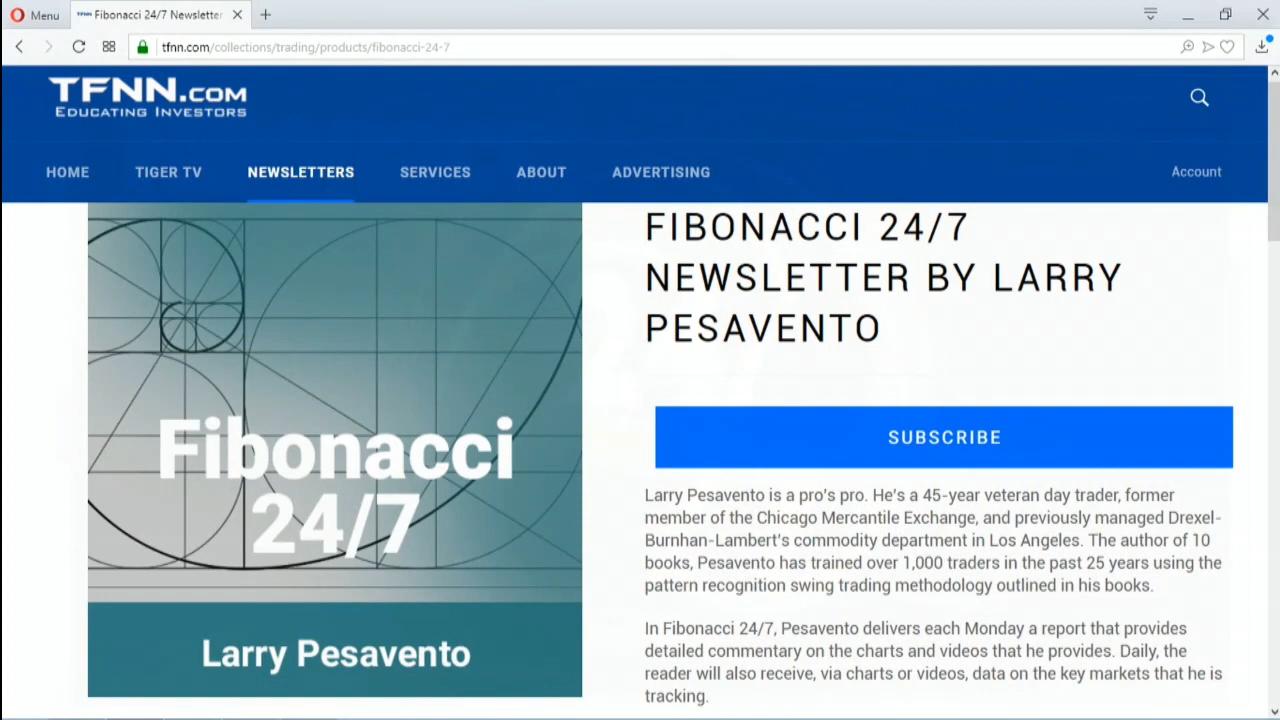 Menu
Fibonacci 24/7 Newsletter
tfnn.com/collections/trading/products/fibonacci-24-7
TFNN.COM
EDUCATING INVESTORS
HOME TIGER TV NEWSLETTERS SERVICES ABOUT ADVERTISING Account
Fibonacci
24/7
Larry Pesavento
FIBONACCI 24/7
NEWSLETTER BY LARRY
PESAVENTO
SUBSCRIBE
Larry Pesavento is a pro's pro. He's a 45-year veteran day trader, former
member of the Chicago Mercantile Exchange, and previously managed Drexel-
Burnhan-Lambert's commodity department in Los Angeles. The author of 10
books, Pesavento has trained over 1,000 traders in the past 25 years using the
pattern recognition swing trading methodology outlined in his books.
In Fibonacci 24/7, Pesavento delivers each Monday a report that provides
detailed commentary on the charts and videos that he provides. Daily, the
reader will also receive, via charts or videos, data on the key markets that he is
tracking.